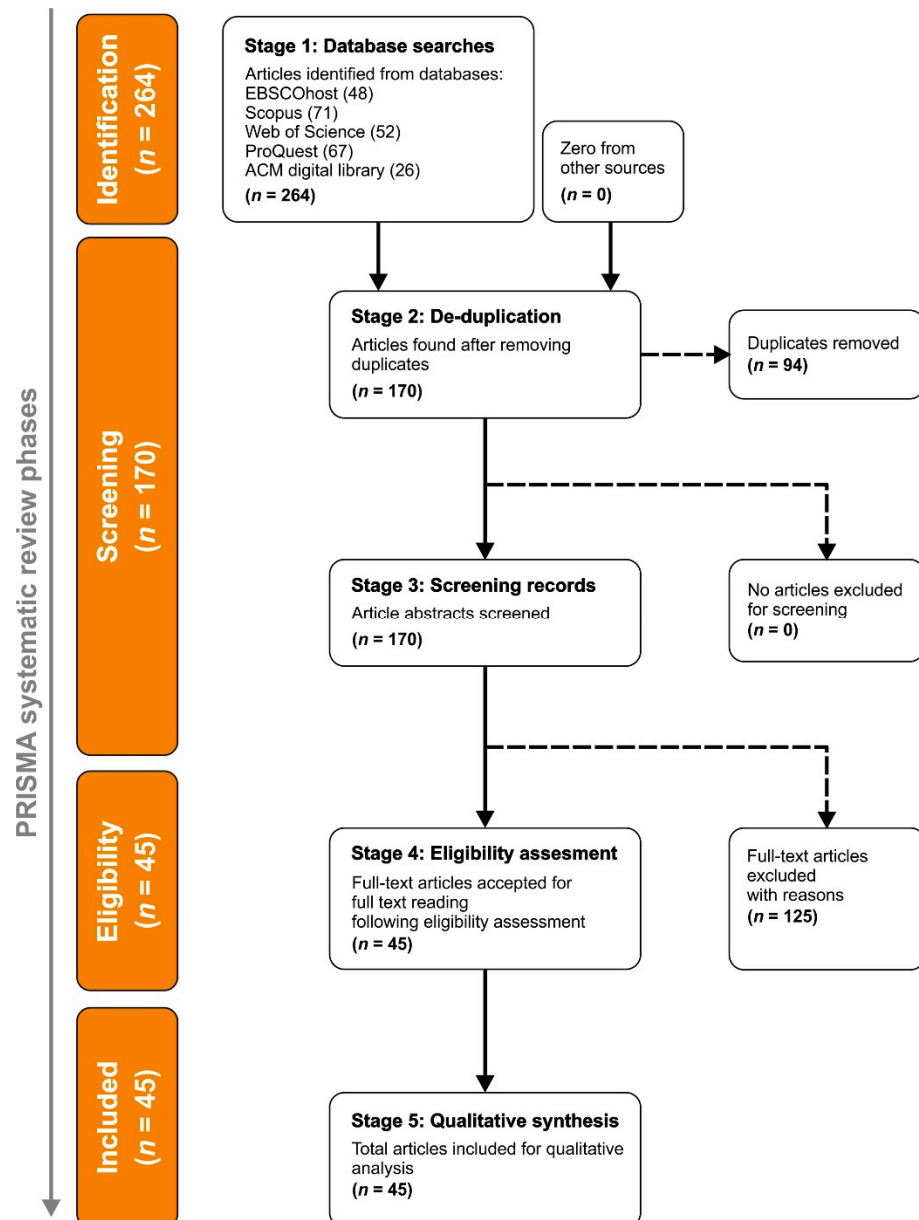 PRISMA systematic review phases
Identification
(n = 264)
Stage 1: Database searches
Articles identified from databases:
EBSCOhost (48)
Scopus (71)
Web of Science (52)
ProQuest (67)
ACM digital library (26)
(n = 264)
Zero from
other sources
(n = 0)
Screening
(n = 170)
Stage 2: De-duplication
Articles found after removing
duplicates
(n = 170)
Duplicates removed
(n = 94)
Stage 3: Screening records
Article abstracts screened
(n = 170)
No articles excluded
for screening
(n = 0)
Eligibility
(n = 45)
Stage 4: Eligibility assesment
Full-text articles accepted for
full text reading
following eligibility assessment
(n = 45)
Full-text articles
excluded
with reasons
(n = 125)
Included
(n = 45)
Stage 5: Qualitative synthesis
Total articles included for qualitative
analysis
(n = 45)